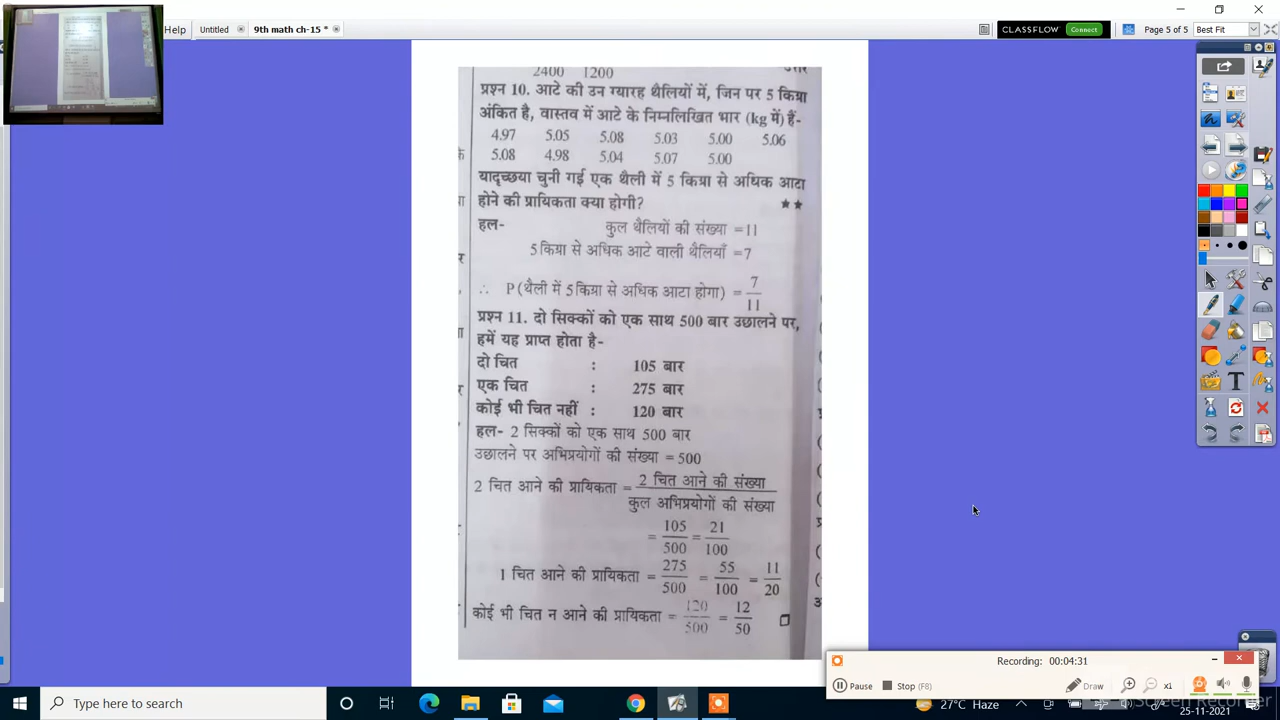 Help
Untitled
9th math ch-15 *
CLASSFLOW
Connect
Page 5 of 5
Best Fit
2400 1200 उत्तर
प्रश्न 10. आटे की उन ग्यारह थैलियों में, जिन पर 5 किग्रा
अंकित है, वास्तव में आटे के निम्नलिखित भार (kg में) हैं-
4.97 5.05 5.08 5.03 5.00 5.06
5.08 4.98 5.04 5.07 5.00
यादृच्छया चुनी गई एक थैली में 5 किग्रा से अधिक आटा
होने की प्रायिकता क्या होगी? ★★
हल- कुल थैलियों की संख्या =11
5 किग्रा से अधिक आटे वाली थैलियाँ = 7
∴ P (थैली में 5 किग्रा से अधिक आटा होगा) = 7/11
प्रश्न 11. दो सिक्कों को एक साथ 500 बार उछालने पर,
हमें यह प्राप्त होता है-
दो चित : 105 बार
एक चित : 275 बार
कोई भी चित नहीं : 120 बार
हल- 2 सिक्कों को एक साथ 500 बार
उछालने पर अभिप्रयोगों की संख्या = 500
2 चित आने की प्रायिकता = 2 चित आने की संख्या / कुल अभिप्रयोगों की संख्या
= 105/500 = 21/100
1 चित आने की प्रायिकता = 275/500 = 55/100 = 11/20
कोई भी चित न आने की प्रायिकता = 120/500 = 12/50
Recording: 00:04:31
Pause
Stop (F8)
x1
Draw
Screen Recorder
Type here to search
27°C Haze
25-11-2021